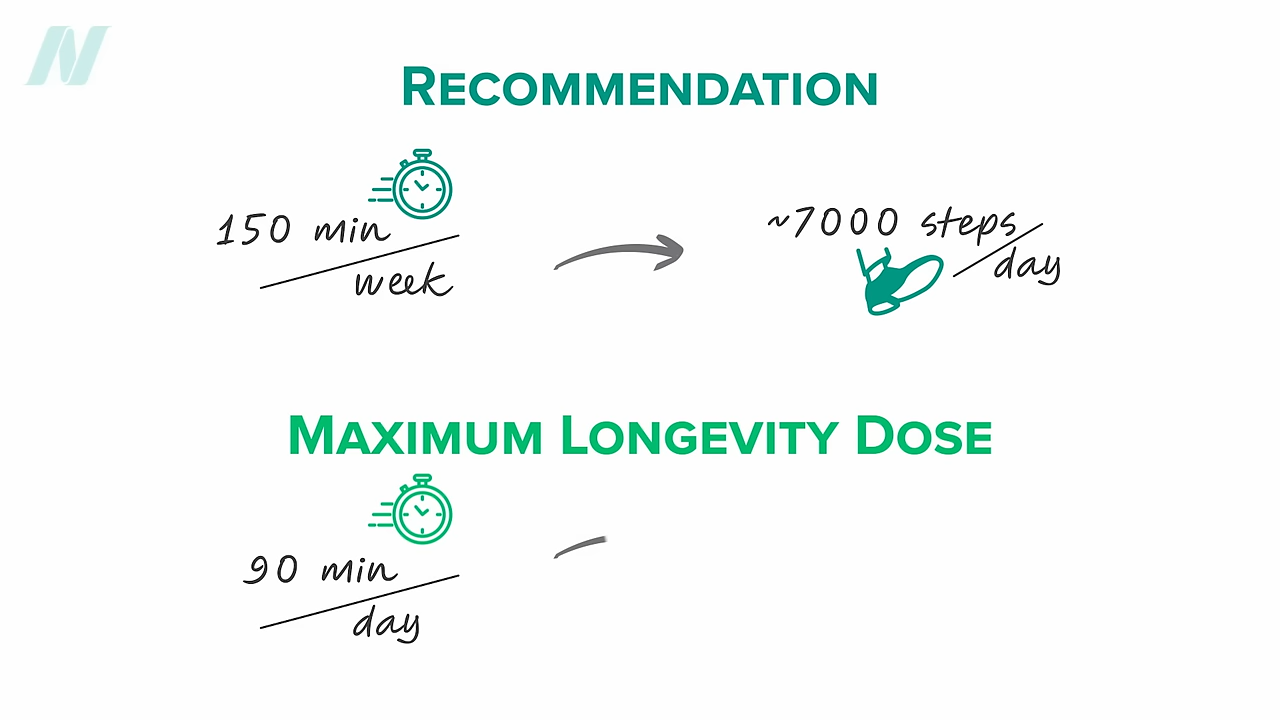 RECOMMENDATION
150 min
week
~7000 steps
day
MAXIMUM LONGEVITY DOSE
90 min
day